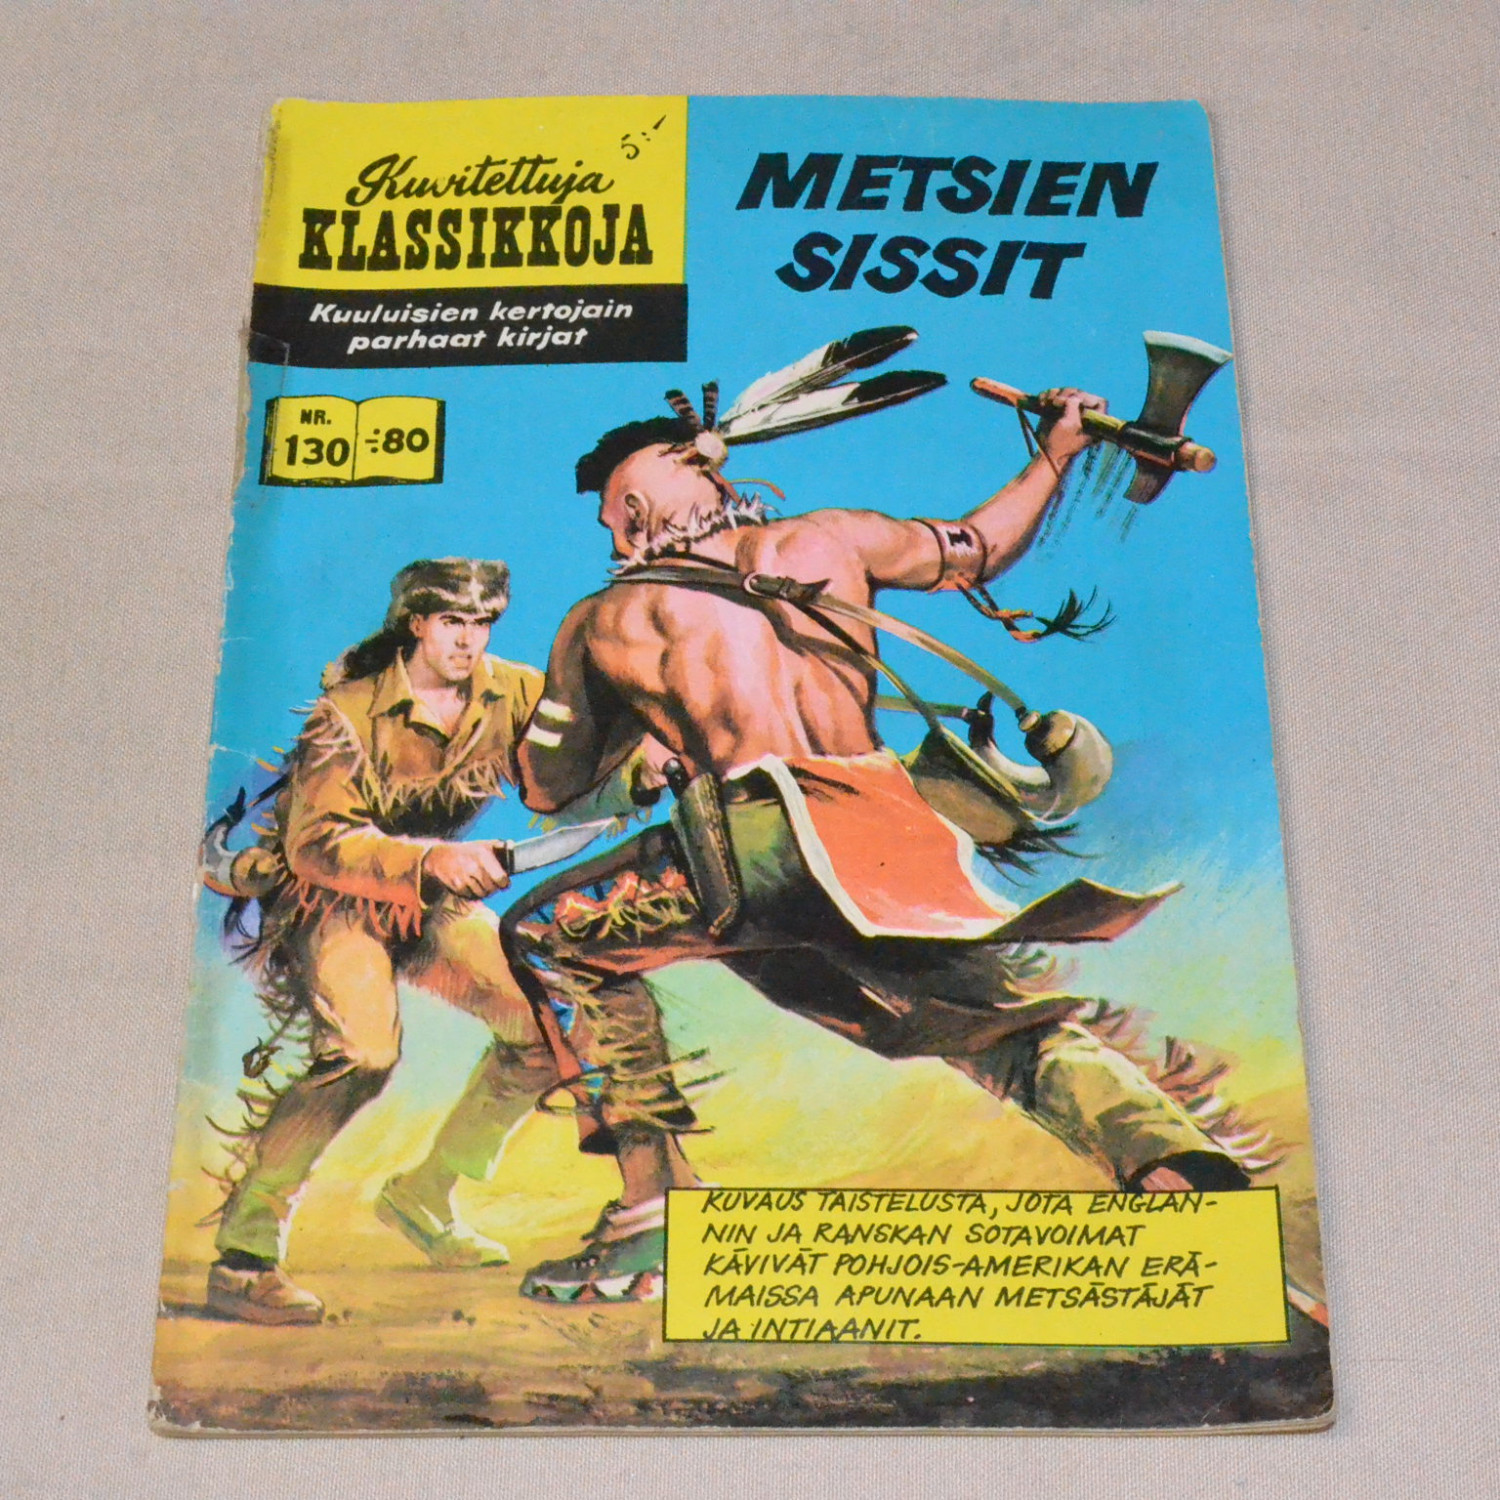 Kuvitettuja
KLASSIKKOJA
Kuuluisien kertojain
parhaat kirjat
5:-
NR.
130
÷80
METSIEN
SISSIT
KUVAUS TAISTELUSTA, JOTA ENGLAN-
NIN JA RANSKAN SOTAVOIMAT
KÄVIVÄT POHJOIS-AMERIKAN ERÄ-
MAISSA APUNAAN METSÄSTÄJÄT
JA INTIAANIT.